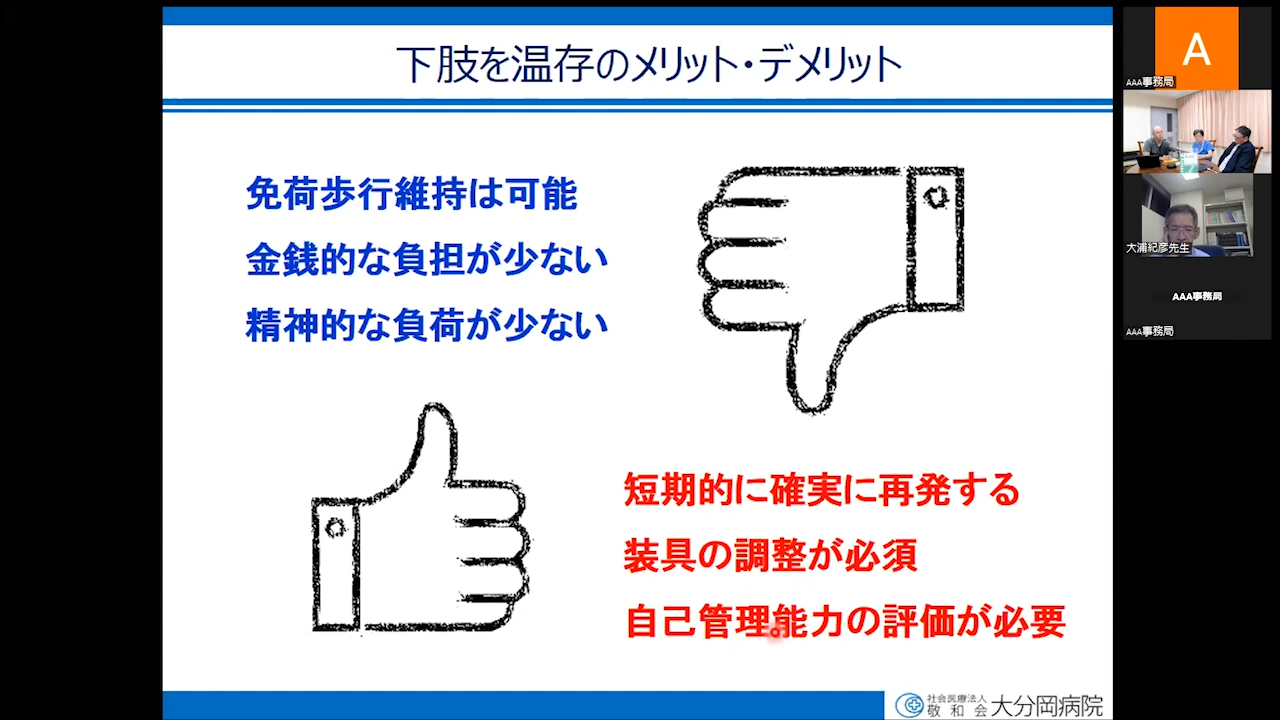 下肢を温存のメリット・デメリット
免荷歩行維持は可能
金銭的な負担が少ない
精神的な負荷が少ない
短期的に確実に再発する
装具の調整が必須
自己管理能力の評価が必要
社会医療法人
敬和会
大分岡病院
A
AAA事務局
大浦紀彦先生
AAA事務局
AAA事務局